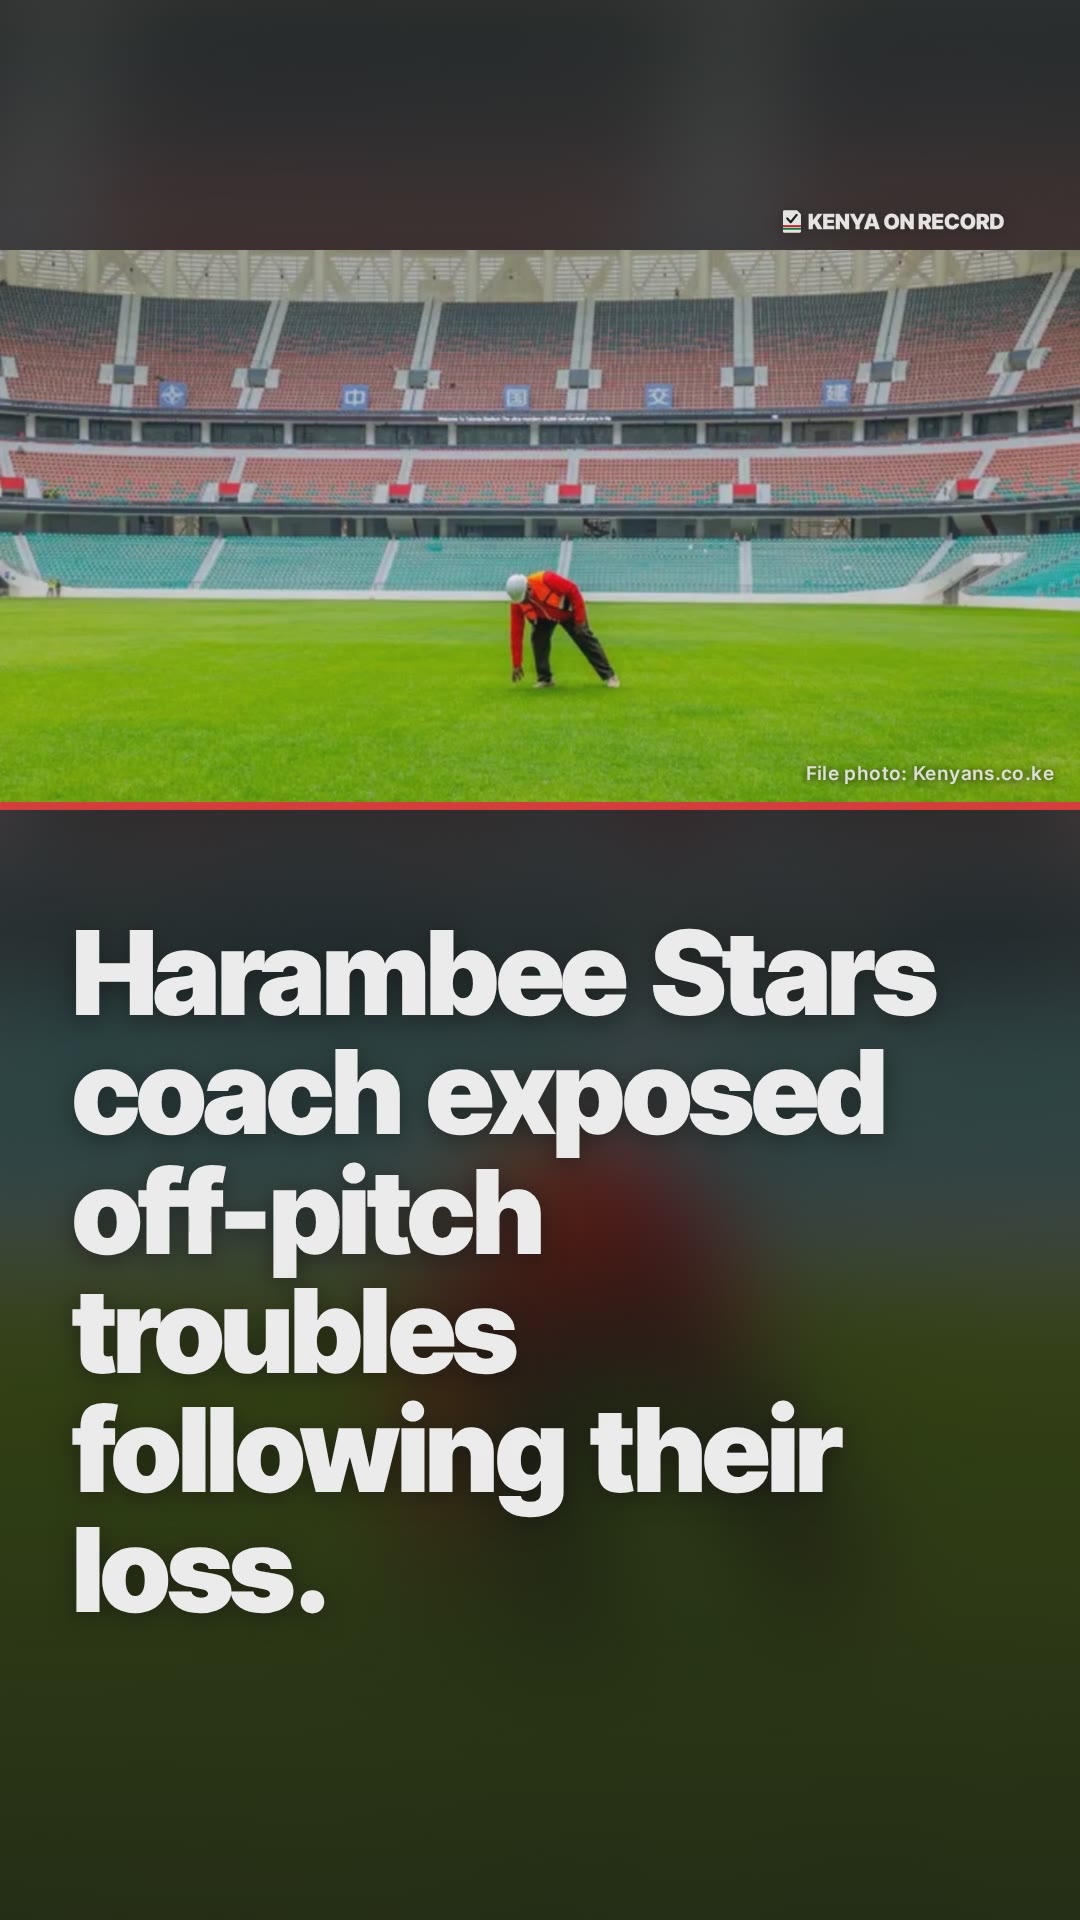 KENYA ON RECORD
中 国 交 建
File photo: Kenyans.co.ke
Harambee Stars
coach exposed
off-pitch
troubles
following their
loss.